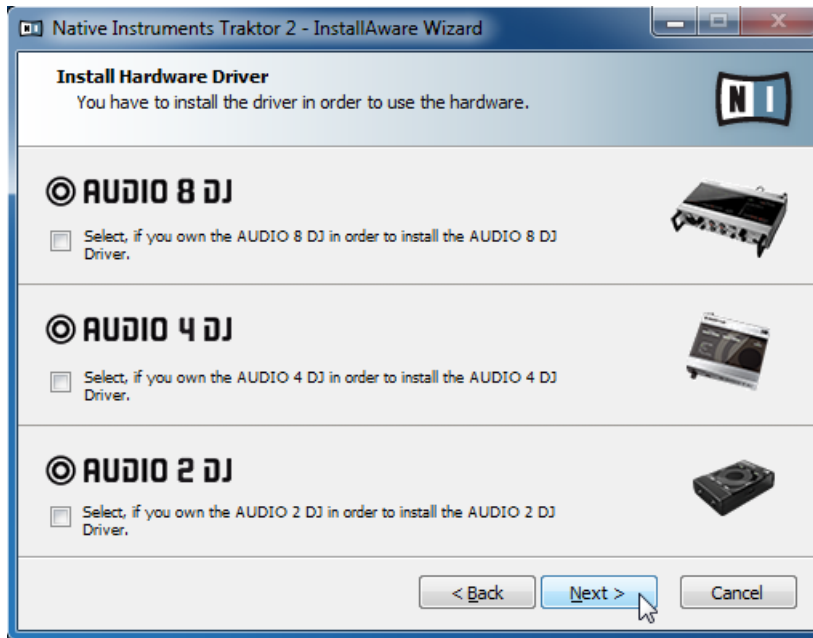 Native Instruments Traktor 2 - InstallAware Wizard
Install Hardware Driver
You have to install the driver in order to use the hardware.
N I
AUDIO 8 DJ
Select, if you own the AUDIO 8 DJ in order to install the AUDIO 8 DJ
Driver.
AUDIO 4 DJ
Select, if you own the AUDIO 4 DJ in order to install the AUDIO 4 DJ
Driver.
AUDIO 2 DJ
Select, if you own the AUDIO 2 DJ in order to install the AUDIO 2 DJ
Driver.
< Back Next > Cancel